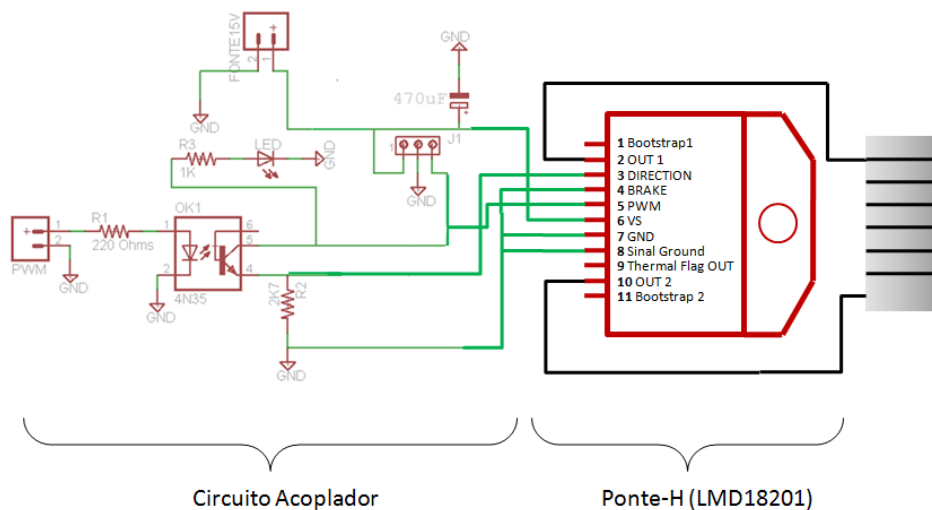 FONTE15V
2
1
+
GND
GND
470uF
+
R3
1K
LED
GND
1
J1
GND
PWM
+
1
2
GND
R1
220 Ohms
OK1
1
2
6
5
4
4N35
GND
2K7
R2
GND
1 Bootstrap1
2 OUT 1
3 DIRECTION
4 BRAKE
5 PWM
6 VS
7 GND
8 Sinal Ground
9 Thermal Flag OUT
10 OUT 2
11 Bootstrap 2
Circuito Acoplador
Ponte-H (LMD18201)